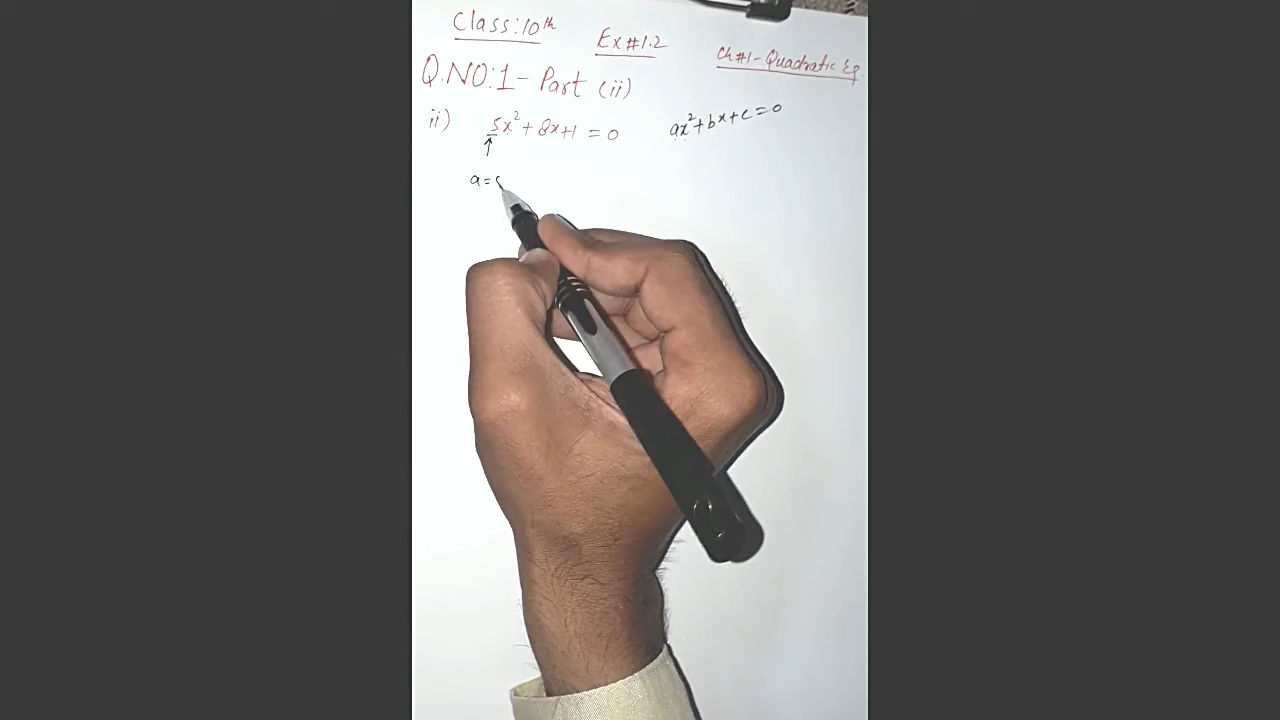 Class:10th
Ex#1.2
Ch#1-Quadratic Eq.
Q.NO:1- Part (ii)
ii) 5x²+8x+1=0
ax²+bx+c=0
a=